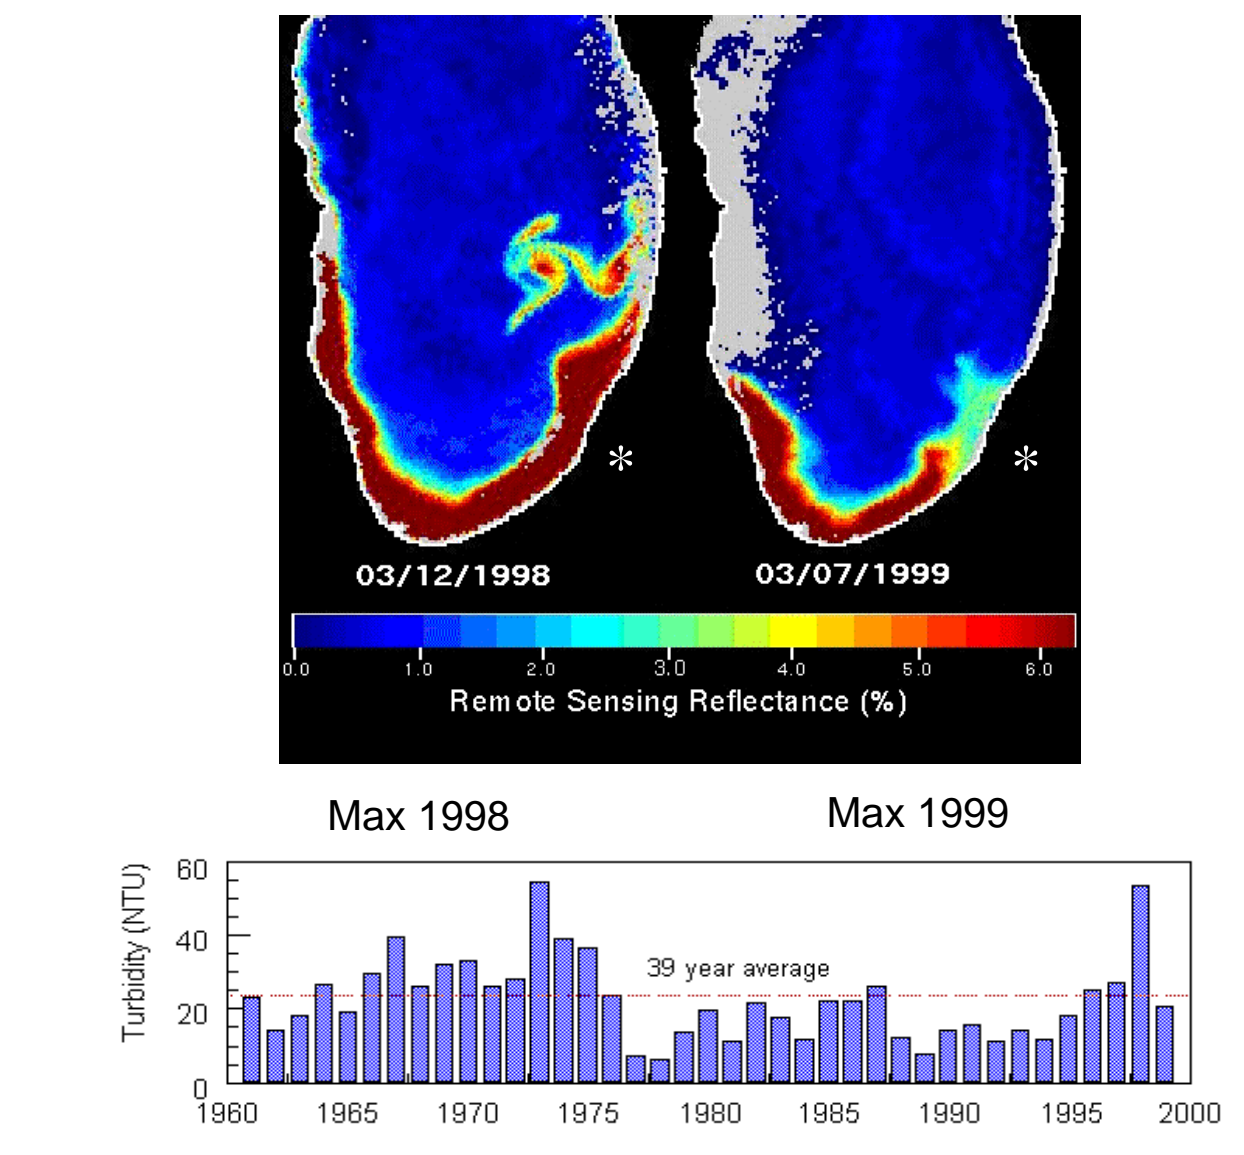 * *
03/12/1998 03/07/1999
0.0 1.0 2.0 3.0 4.0 5.0 6.0
Remote Sensing Reflectance (%)
Max 1998 Max 1999
Turbidity (NTU)
60
40
20
0
39 year average
1960 1965 1970 1975 1980 1985 1990 1995 2000